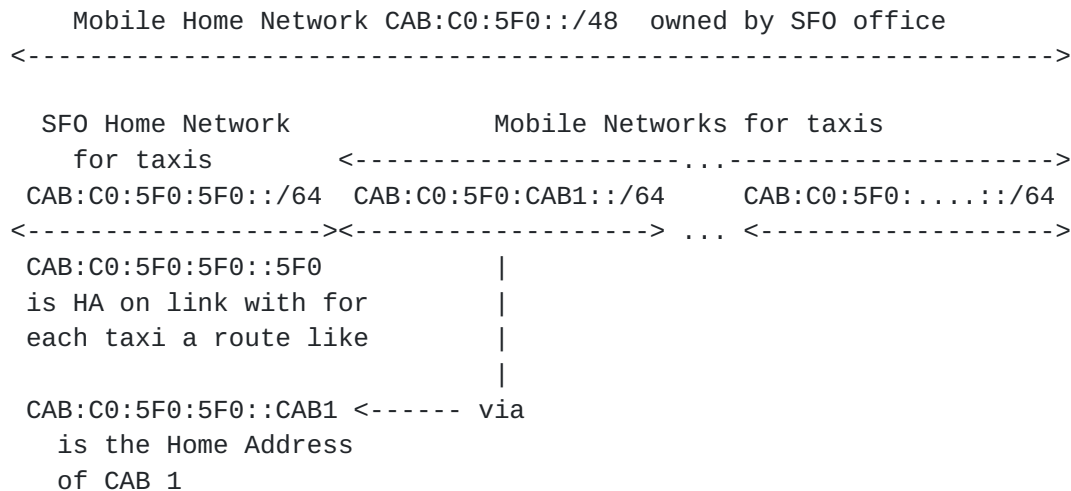 Mobile Home Network CAB:C0:5F0::/48  owned by SFO office
<------------------------------------------------------------------>
SFO Home Network             Mobile Networks for taxis
for taxis        <---------------------...--------------------->
CAB:C0:5F0:5F0::/64  CAB:C0:5F0:CAB1::/64     CAB:C0:5F0:....::/64
<-------------------><-------------------> ... <------------------->
CAB:C0:5F0:5F0::5F0           |
is HA on link with for        |
each taxi a route like        |
|
CAB:C0:5F0:5F0::CAB1 <------ via
is the Home Address
of CAB 1